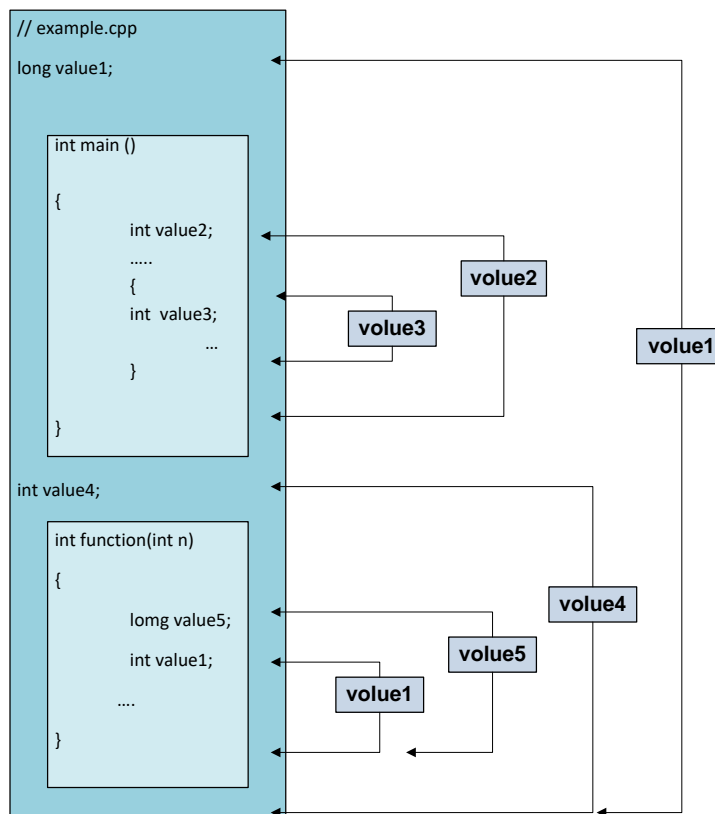 // example.cpp
long value1;
int main ()
{
int value2;
…..
{
int value3;
…
}
}
int value4;
int function(int n)
{
lomg value5;
int value1;
….
}
volue2
volue3
volue1
volue4
volue5
volue1